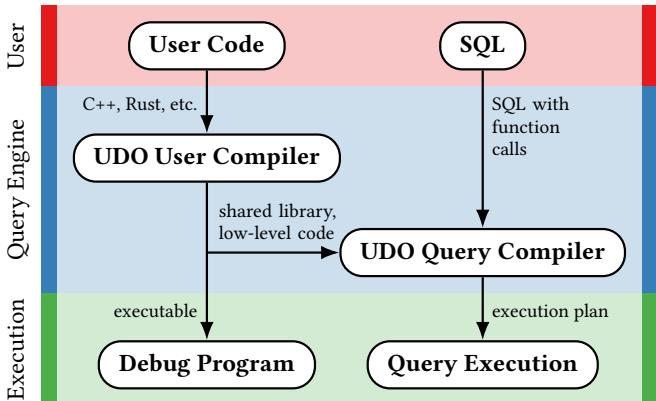 User
User Code
SQL
C++, Rust, etc.
SQL with
function
calls
Query Engine
UDO User Compiler
shared library,
low-level code
UDO Query Compiler
Execution
executable
execution plan
Debug Program
Query Execution